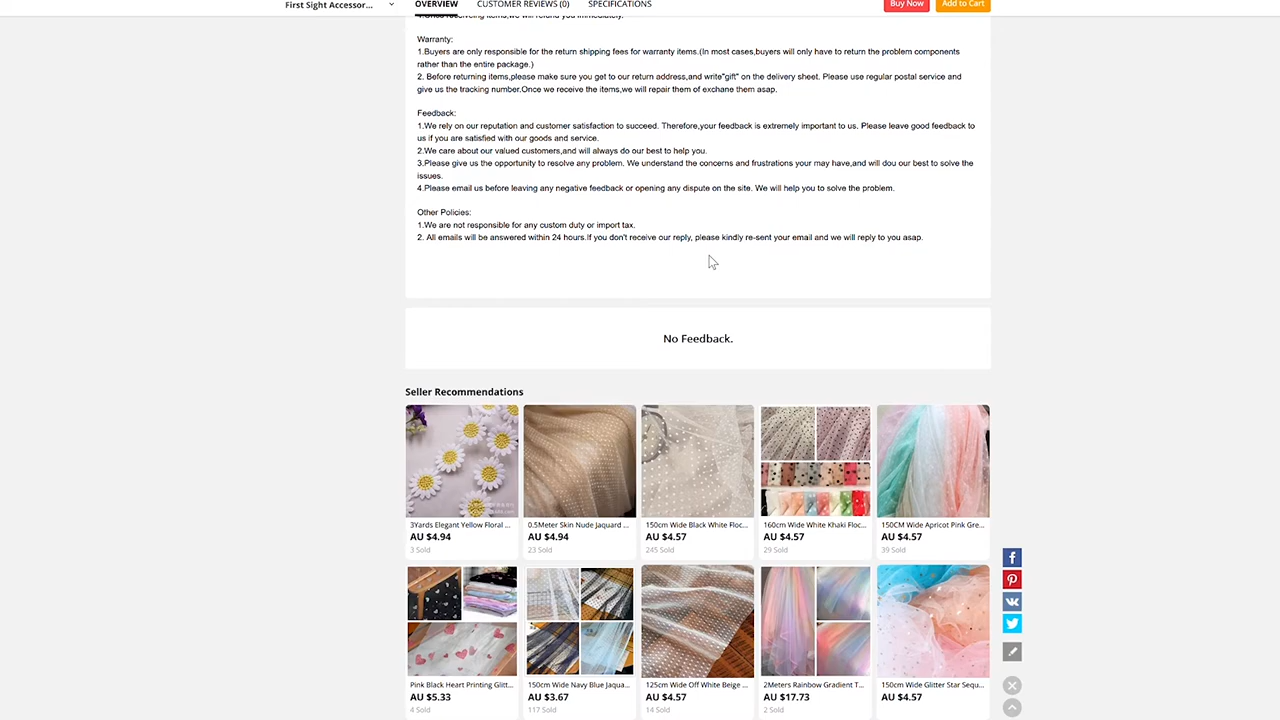 First Sight Accessor...
OVERVIEW
CUSTOMER REVIEWS (0)
SPECIFICATIONS
Buy Now
Add to Cart
4.Once receiveing items,we will refund you immediately.
Warranty:
1.Buyers are only responsible for the return shipping fees for warranty items.(In most cases,buyers will only have to return the problem components
rather than the entire package.)
2. Before returning items,please make sure you get to our return address,and write"gift" on the delivery sheet. Please use regular postal service and
give us the tracking number.Once we receive the items,we will repair them of exchane them asap.
Feedback:
1.We rely on our reputation and customer satisfaction to succeed. Therefore,your feedback is extremely important to us. Please leave good feedback to
us if you are satisfied with our goods and service.
2.We care about our valued customers,and will always do our best to help you.
3.Please give us the opportunity to resolve any problem. We understand the concerns and frustrations your may have,and will dou our best to solve the
issues.
4.Please email us before leaving any negative feedback or opening any dispute on the site. We will help you to solve the problem.
Other Policies:
1.We are not responsible for any custom duty or import tax.
2. All emails will be answered within 24 hours.If you don't receive our reply, please kindly re-sent your email and we will reply to you asap.
No Feedback.
Seller Recommendations
3Yards Elegant Yellow Floral ...
AU $4.94
3 Sold
0.5Meter Skin Nude Jaquard ...
AU $4.94
23 Sold
150cm Wide Black White Floc...
AU $4.57
245 Sold
160cm Wide White Khaki Floc...
AU $4.57
29 Sold
150CM Wide Apricot Pink Gre...
AU $4.57
39 Sold
Pink Black Heart Printing Glitt...
AU $5.33
4 Sold
150cm Wide Navy Blue Jaqua...
AU $3.67
117 Sold
125cm Wide Off White Beige ...
AU $4.57
14 Sold
2Meters Rainbow Gradient T...
AU $17.73
2 Sold
150cm Wide Glitter Star Sequ...
AU $4.57